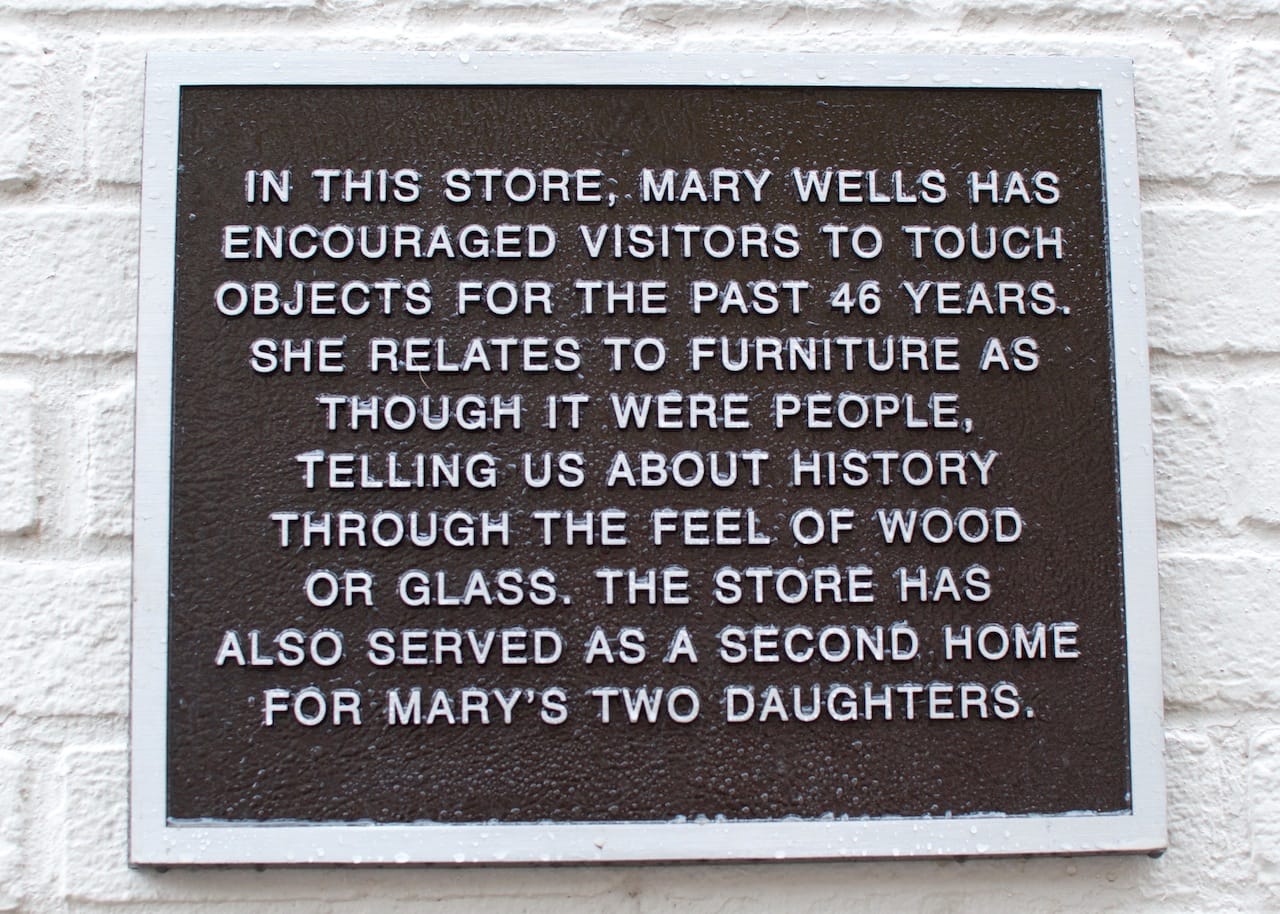 IN THIS STORE, MARY WELLS HAS
ENCOURAGED VISITORS TO TOUCH
OBJECTS FOR THE PAST 46 YEARS.
SHE RELATES TO FURNITURE AS
THOUGH IT WERE PEOPLE,
TELLING US ABOUT HISTORY
THROUGH THE FEEL OF WOOD
OR GLASS. THE STORE HAS
ALSO SERVED AS A SECOND HOME
FOR MARY'S TWO DAUGHTERS.